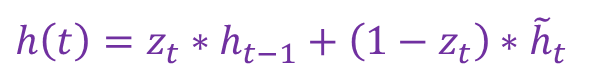 h(t) = z_t * h_{t−1} + (1 − z_t) * h̃_t